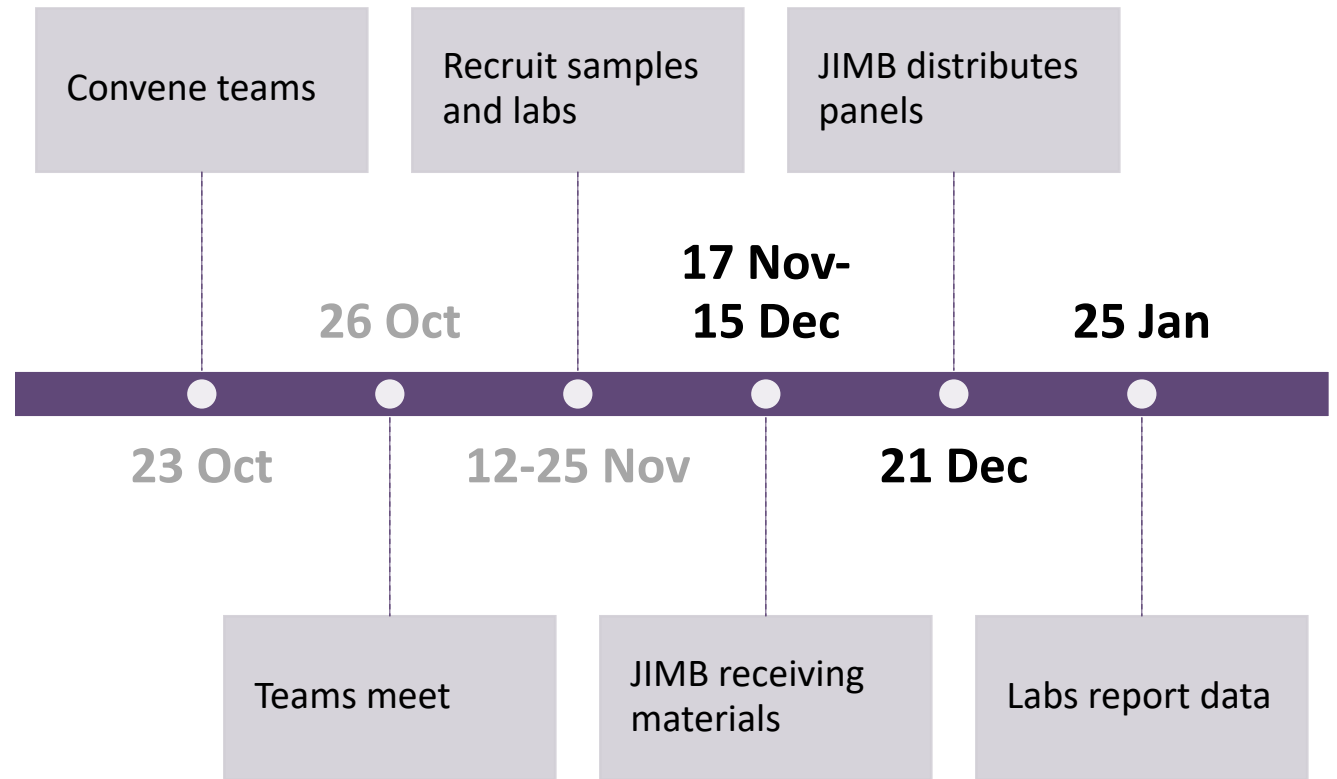 Convene teams
Recruit samples
and labs
JIMB distributes
panels
17 Nov-
15 Dec
26 Oct
25 Jan
23 Oct
12-25 Nov
21 Dec
Teams meet
JIMB receiving
materials
Labs report data